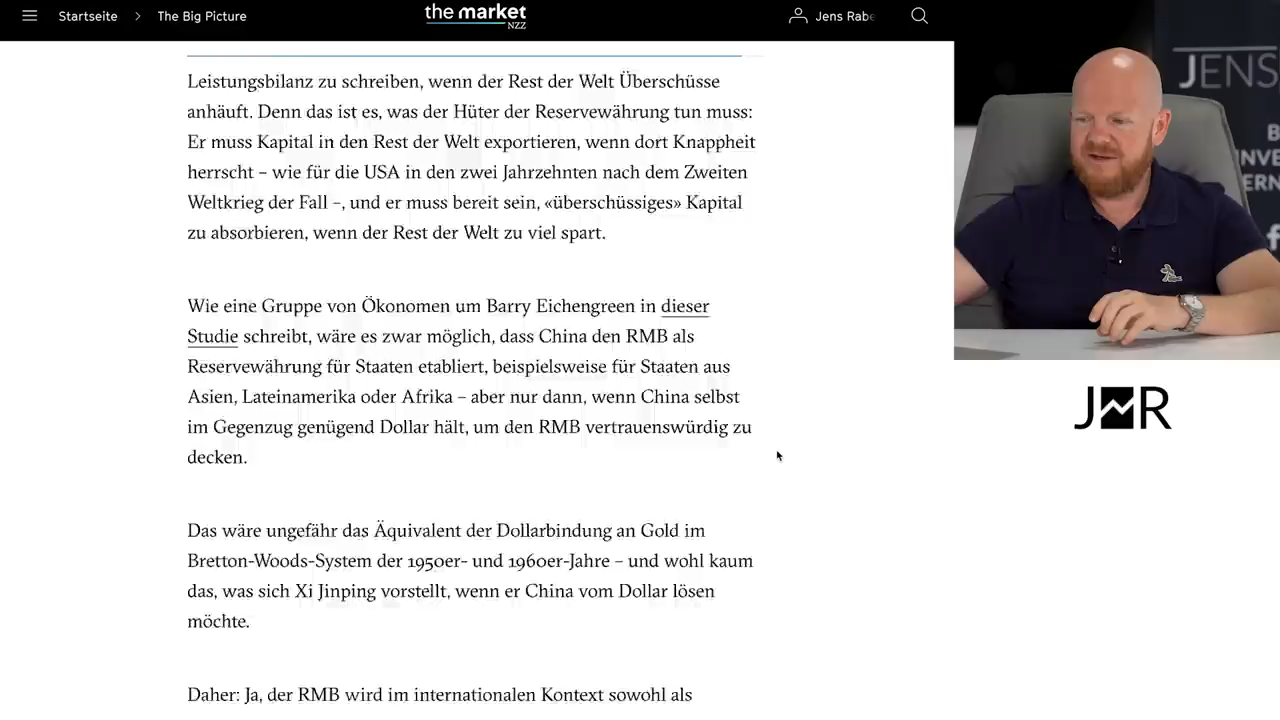 Startseite > The Big Picture
the market
NZZ
Jens Rabe
Leistungsbilanz zu schreiben, wenn der Rest der Welt Überschüsse
anhäuft. Denn das ist es, was der Hüter der Reservewährung tun muss:
Er muss Kapital in den Rest der Welt exportieren, wenn dort Knappheit
herrscht – wie für die USA in den zwei Jahrzehnten nach dem Zweiten
Weltkrieg der Fall –, und er muss bereit sein, «überschüssiges» Kapital
zu absorbieren, wenn der Rest der Welt zu viel spart.
Wie eine Gruppe von Ökonomen um Barry Eichengreen in dieser
Studie schreibt, wäre es zwar möglich, dass China den RMB als
Reservewährung für Staaten etabliert, beispielsweise für Staaten aus
Asien, Lateinamerika oder Afrika – aber nur dann, wenn China selbst
im Gegenzug genügend Dollar hält, um den RMB vertrauenswürdig zu
decken.
Das wäre ungefähr das Äquivalent der Dollarbindung an Gold im
Bretton-Woods-System der 1950er- und 1960er-Jahre – und wohl kaum
das, was sich Xi Jinping vorstellt, wenn er China vom Dollar lösen
möchte.
Daher: Ja, der RMB wird im internationalen Kontext sowohl als
JENS
JMR